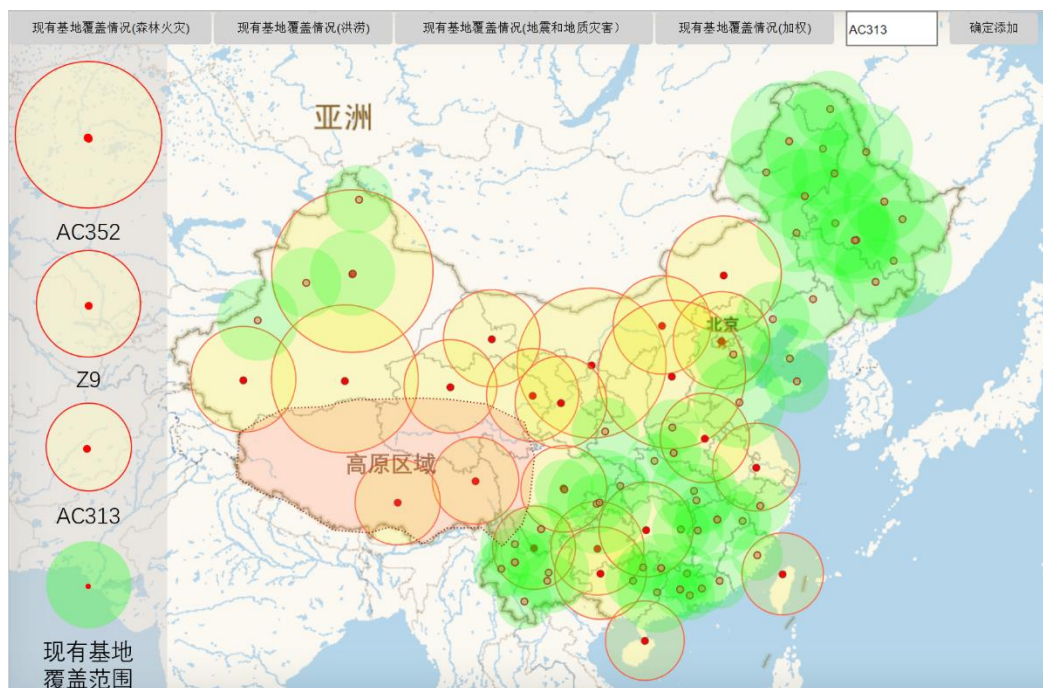 现有基地覆盖情况(森林火灾)
现有基地覆盖情况(洪涝)
现有基地覆盖情况(地震和地质灾害)
现有基地覆盖情况(加权)
AC313
确定添加
亚洲
AC352
北京
Z9
高原区域
AC313
现有基地
覆盖范围